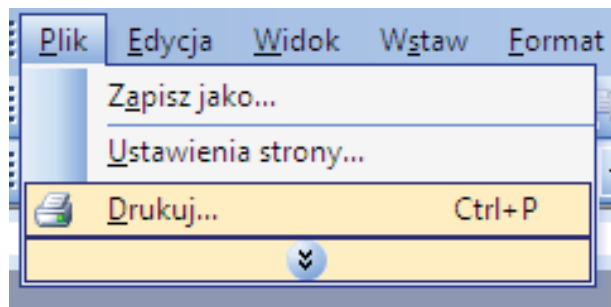 Plik Edycja Widok Wstaw Format
Zapisz jako...
Ustawienia strony...
Drukuj... Ctrl+P